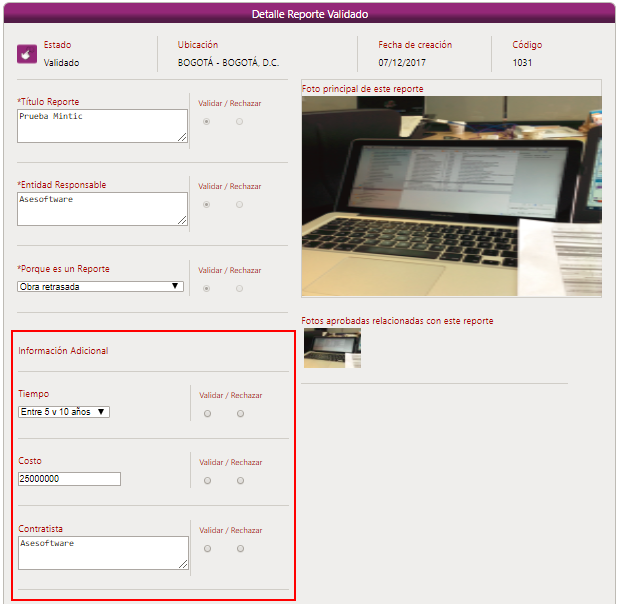 Detalle Reporte Validado
Estado
Validado
Ubicación
BOGOTÁ - BOGOTÁ, D.C.
Fecha de creación
07/12/2017
Código
1031
*Título Reporte
Validar / Rechazar
Prueba Mintic
*Entidad Responsable
Validar / Rechazar
Asesoftware
*Porque es un Reporte
Validar / Rechazar
Obra retrasada
Foto principal de este reporte
Fotos aprobadas relacionadas con este reporte
Información Adicional
Tiempo
Validar / Rechazar
Entre 5 y 10 años
Costo
Validar / Rechazar
25000000
Contratista
Validar / Rechazar
Asesoftware